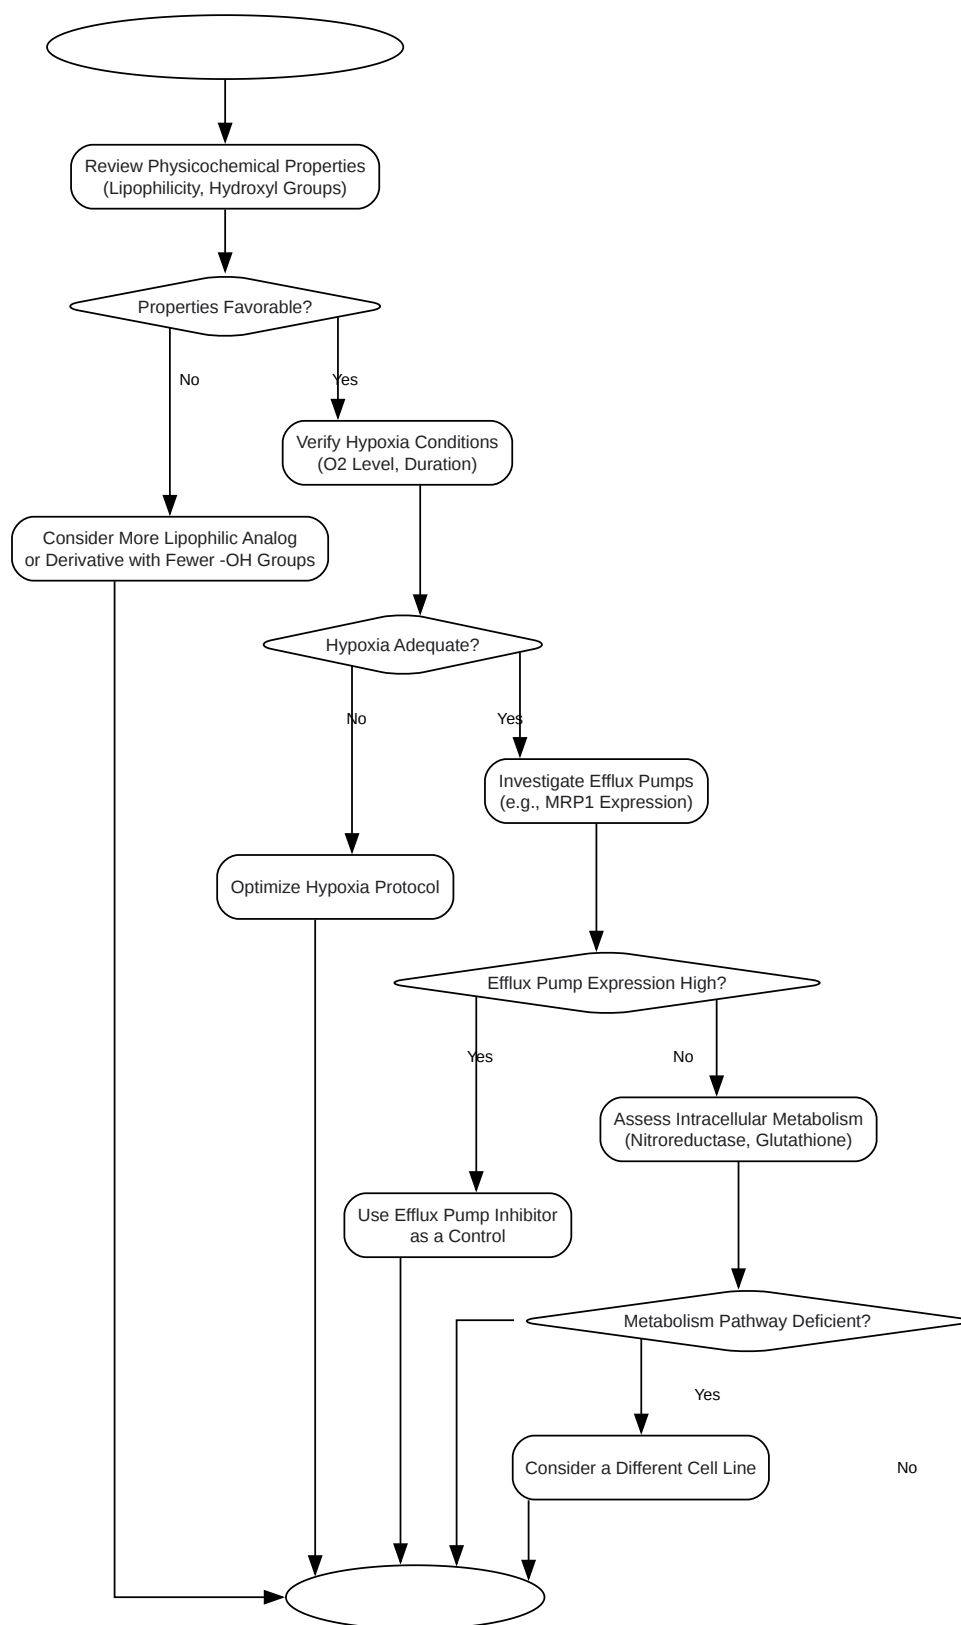 Review Physicochemical Properties
(Lipophilicity, Hydroxyl Groups)
Properties Favorable?
No
Yes
Verify Hypoxia Conditions
(O2 Level, Duration)
Consider More Lipophilic Analog
or Derivative with Fewer -OH Groups
Hypoxia Adequate?
No
Yes
Investigate Efflux Pumps
(e.g., MRP1 Expression)
Optimize Hypoxia Protocol
Efflux Pump Expression High?
Yes
No
Assess Intracellular Metabolism
(Nitroreductase, Glutathione)
Use Efflux Pump Inhibitor
as a Control
Metabolism Pathway Deficient?
Yes
Consider a Different Cell Line
No